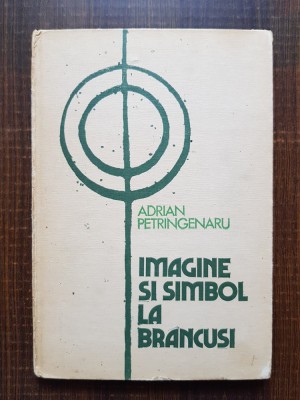 ADRIAN
PETRINGENARU
IMAGINE
SI SIMBOL
LA
BRANCUSI